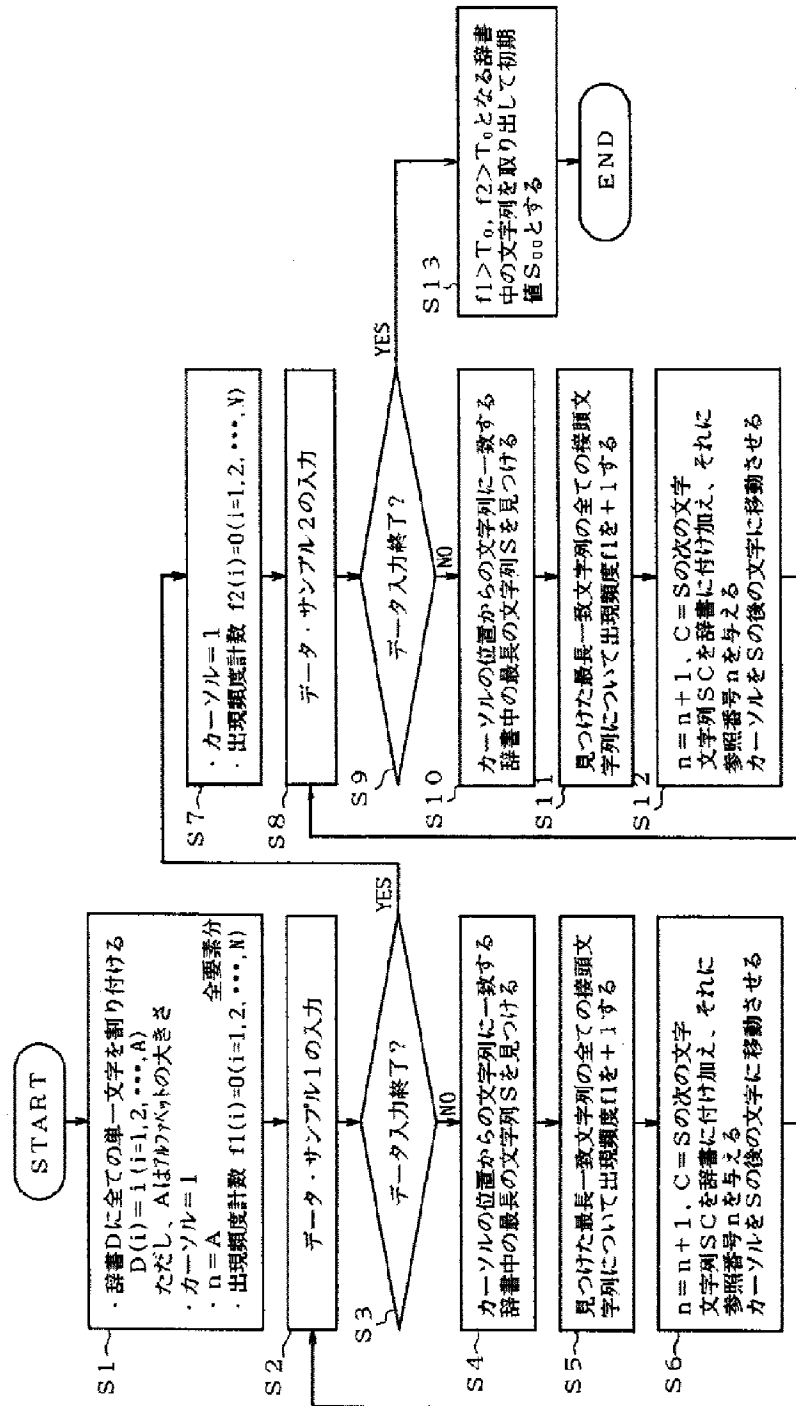 START
S1
・辞書Dに全ての単一文字を割り付ける
D(i)=i(i=1,2,•••,A)
ただし、Aはｱﾙﾌｧﾍﾞｯﾄの大きさ
・カーソル=1
・n=A 全要素分
・出現頻度計数 f1(i)=0(i=1,2,•••,N)
S2
データ・サンプル1の入力
S3
データ入力終了?
YES
NO
S4
カーソルの位置からの文字列に一致する
辞書中の最長の文字列Sを見つける
S5
見つけた最長一致文字列の全ての接頭文
字列について出現頻度f1を+1する
S6
n=n+1、C=Sの次の文字
文字列SCを辞書に付け加え、それに
参照番号nを与える
カーソルをSの後の文字に移動させる
S7
・カーソル=1
・出現頻度計数 f2(i)=0(i=1,2,•••,N)
S8
データ・サンプル2の入力
S9
データ入力終了?
YES
NO
S10
カーソルの位置からの文字列に一致する
辞書中の最長の文字列Sを見つける
S11
見つけた最長一致文字列の全ての接頭文
字列について出現頻度f1を+1する
S12
n=n+1、C=Sの次の文字
文字列SCを辞書に付け加え、それに
参照番号nを与える
カーソルをSの後の文字に移動させる
S13
f1>T₀, f2>T₀となる辞書
中の文字列を取り出して初期
値S₀₀とする
END